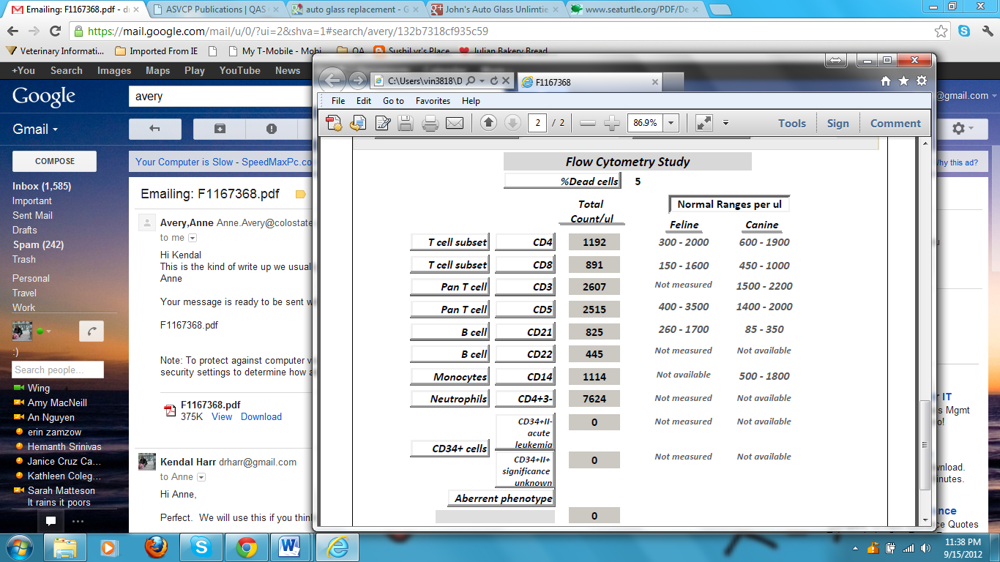 Emailing: F1167368.pdf - d
ASVCP Publications | QAS
auto glass replacement - G
John's Auto Glass Unlimtie
www.seaturtle.org/PDF/De
https://mail.google.com/mail/u/0/?ui=2&shva=1#search/avery/132b7318cf935c59
Veterinary Informati...
Imported From IE
My T-Mobile - Mobi
QA
Sushil yr's Place
Julian Bakery Bread
+You Search Images Maps Play YouTube News
Google
avery
@gmail.com
Gmail
COMPOSE
Your Computer is Slow - SpeedMaxPc.co
hy this ad?
Inbox (1,585)
Important
Sent Mail
Drafts
Spam (242)
Trash
Personal
Travel
Work
:)
Search people...
Wing
Amy MacNeill
An Nguyen
erin zamzow
Hemanth Srinivas
Janice Cruz Ca...
Kathleen Coleg...
Sarah Matteson
It rains it poors
Emailing: F1167368.pdf
Avery,Anne Anne.Avery@colostate
to me
Hi Kendal
This is the kind of write up we usual
Anne
Your message is ready to be sent w
F1167368.pdf
Note: To protect against computer v
security settings to determine how a
F1167368.pdf
375K View Download
Kendal Harr drharr@gmail.com
to Anne
Hi Anne,
Perfect. We will use this if you thin
C:\Users\vin3818\D
F1167368
File Edit Go to Favorites Help
2 / 2
86.9%
Tools Sign Comment
Flow Cytometry Study
%Dead cells 5
Total
Count/ul
Normal Ranges per ul
Feline Canine
T cell subset CD4 1192 300 - 2000 600 - 1900
T cell subset CD8 891 150 - 1600 450 - 1000
Pan T cell CD3 2607 Not measured 1500 - 2200
Pan T cell CD5 2515 400 - 3500 1400 - 2000
B cell CD21 825 260 - 1700 85 - 350
B cell CD22 445 Not measured Not available
Monocytes CD14 1114 Not available 500 - 1800
Neutrophils CD4+3- 7624 Not measured Not available
CD34+ cells
CD34+II-
acute
leukemia
0 Not measured Not available
CD34+II+
significance
unknown
0 Not measured Not available
Aberrent phenotype
0
r IT
s Mgmt
o!
wnload.
inutes.
nce
ce Quotes
11:38 PM
9/15/2012